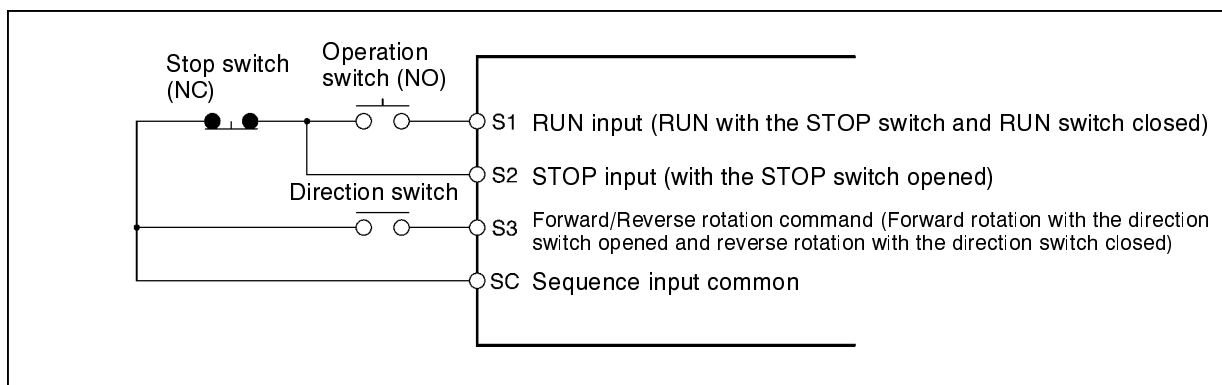 Operation
switch (NO)
Stop switch
(NC)
S1 RUN input (RUN with the STOP switch and RUN switch closed)
S2 STOP input (with the STOP switch opened)
Direction switch
S3 Forward/Reverse rotation command (Forward rotation with the direction
switch opened and reverse rotation with the direction switch closed)
SC Sequence input common